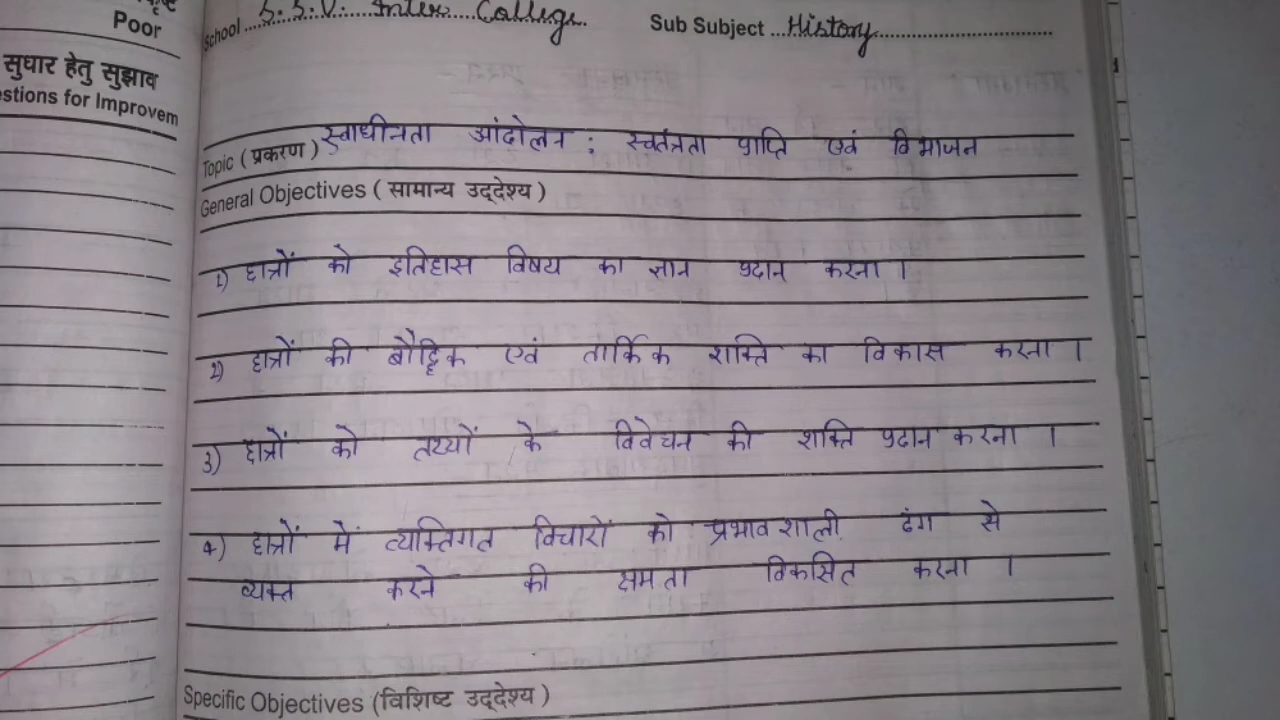 Poor
सुधार हेतु सुझाव
estions for Improvem
School S.S.V. Inter College
Sub Subject History
Topic (प्रकरण) स्वाधीनता आंदोलन : स्वतंत्रता प्राप्ति एवं विभाजन
General Objectives (सामान्य उद्देश्य)
1) छात्रों को इतिहास विषय का ज्ञान प्रदान करना ।
2) छात्रों की बौद्धिक एवं तार्किक शक्ति का विकास करना ।
3) छात्रों को तथ्यों के विवेचन की शक्ति प्रदान करना ।
4) छात्रों में व्यक्तिगत विचारों को प्रभावशाली ढंग से
व्यक्त करने की क्षमता विकसित करना ।
Specific Objectives (विशिष्ट उद्देश्य)